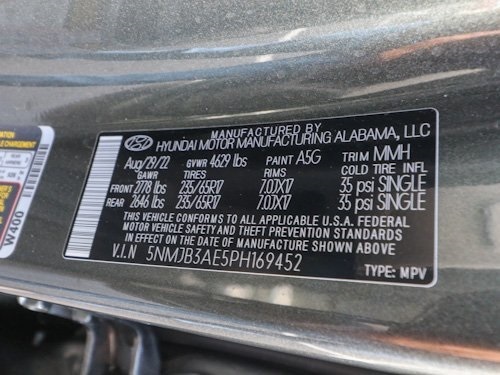 MANUFACTURED BY
HYUNDAI MOTOR MANUFACTURING ALABAMA, LLC
Aug/29/22 GVWR 4629 lbs PAINT A5G TRIM MMH
GAWR TIRES RIMS COLD TIRE INFL
FRONT 2778 lbs 235/65R17 7.0JX17 35 psi SINGLE
REAR 2646 lbs 235/65R17 7.0JX17 35 psi SINGLE
THIS VEHICLE CONFORMS TO ALL APPLICABLE U.S.A. FEDERAL
MOTOR VEHICLE SAFETY AND THEFT PREVENTION
STANDARDS IN EFFECT ON THE DATE OF MANUFACTURE SHOWN ABOVE.
V.I.N 5NMJB3AE5PH169452
TYPE: MPV
W400